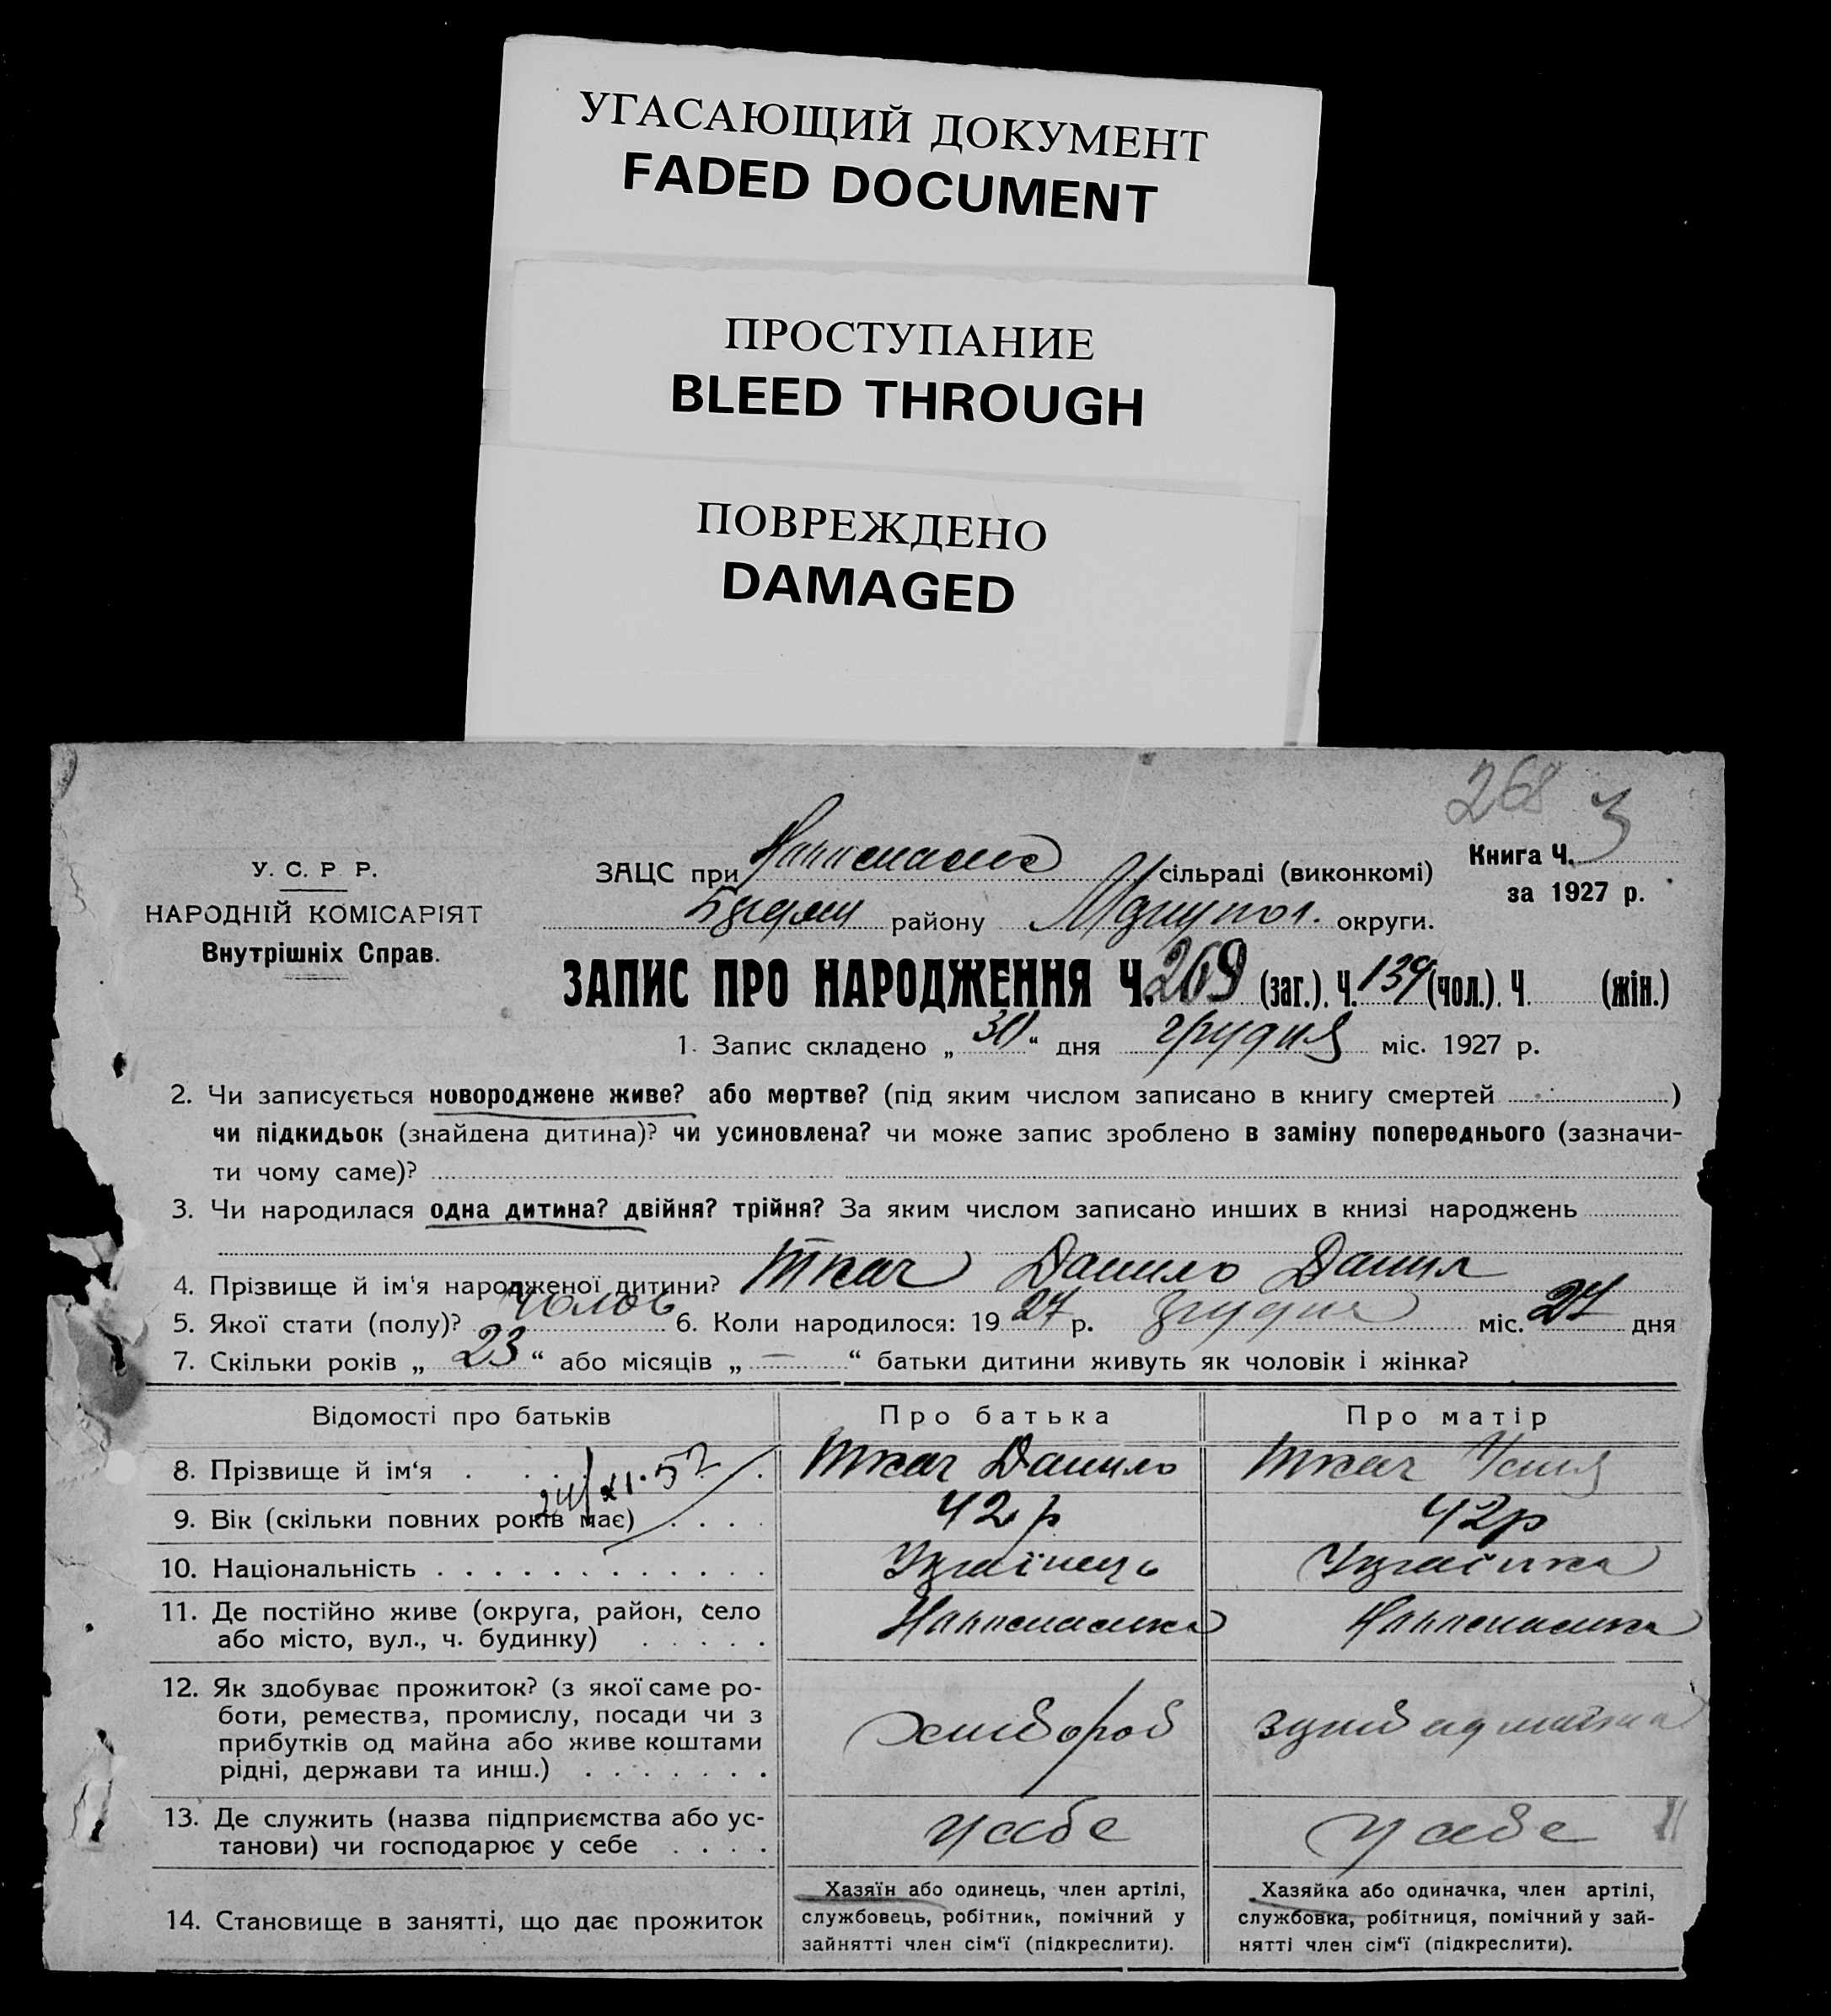 УГАСАЮЩИЙ ДОКУМЕНТ
FADED DOCUMENT
ПРОСТУПАНИЕ
BLEED THROUGH
ПОВРЕЖДЕНО
DAMAGED
268 3
У. С. Р Р.
НАРОДНІЙ КОМІСАРІЯТ
Внутрішніх Справ.
ЗАЦС при сільраді (виконкомі)
району Мариупол. округи.
Книга Ч.
за 1927 р.
ЗАПИС ПРО НАРОДЖЕННЯ Ч. 269 (заг.). Ч. 139 (чол.). Ч. (жін.)
1. Запис складено „ 30 “ дня грудня міс. 1927 р.
2. Чи записується новороджене живе? або мертве? (під яким числом записано в книгу смертей )
чи підкидьок (знайдена дитина)? чи усиновлена? чи може запис зроблено в заміну попереднього (зазначи-
ти чому саме)?
3. Чи народилася одна дитина? двійня? трійня? За яким числом записано инших в книзі народжень
4. Прізвище й ім'я народженої дитини? Ткач Данило Данил
5. Якої стати (полу)? чолов 6. Коли народилося: 19 27 р. грудня міс. 27 дня
7. Скільки років „ 23 “ або місяців „ — “ батьки дитини живуть як чоловік і жінка?
Відомості про батьків Про батька Про матір
8. Прізвище й ім‘я Ткач Данило Ткач
24/XI.52
9. Вік (скільки повних років має) 42 р 42 р
10. Національність Українець Українка
11. Де постійно живе (округа, район, село
або місто, вул., ч. будинку)
12. Як здобуває прожиток? (з якої саме ро-
боти, ремества, промислу, посади чи з
прибутків од майна або живе коштами
рідні, держави та инш.)
хлибороб
13. Де служить (назва підприємства або ус-
танови) чи господарює у себе
у себе у себе
14. Становище в занятті, що дає прожиток
Хазяїн або одинець, член артілі,
службовець, робітник, помічний у
зайнятті член сім‘ї (підкреслити).
Хазяйка або одиначка, член артілі,
службовка, робітниця, помічний у зай-
нятті член сім‘ї (підкреслити).